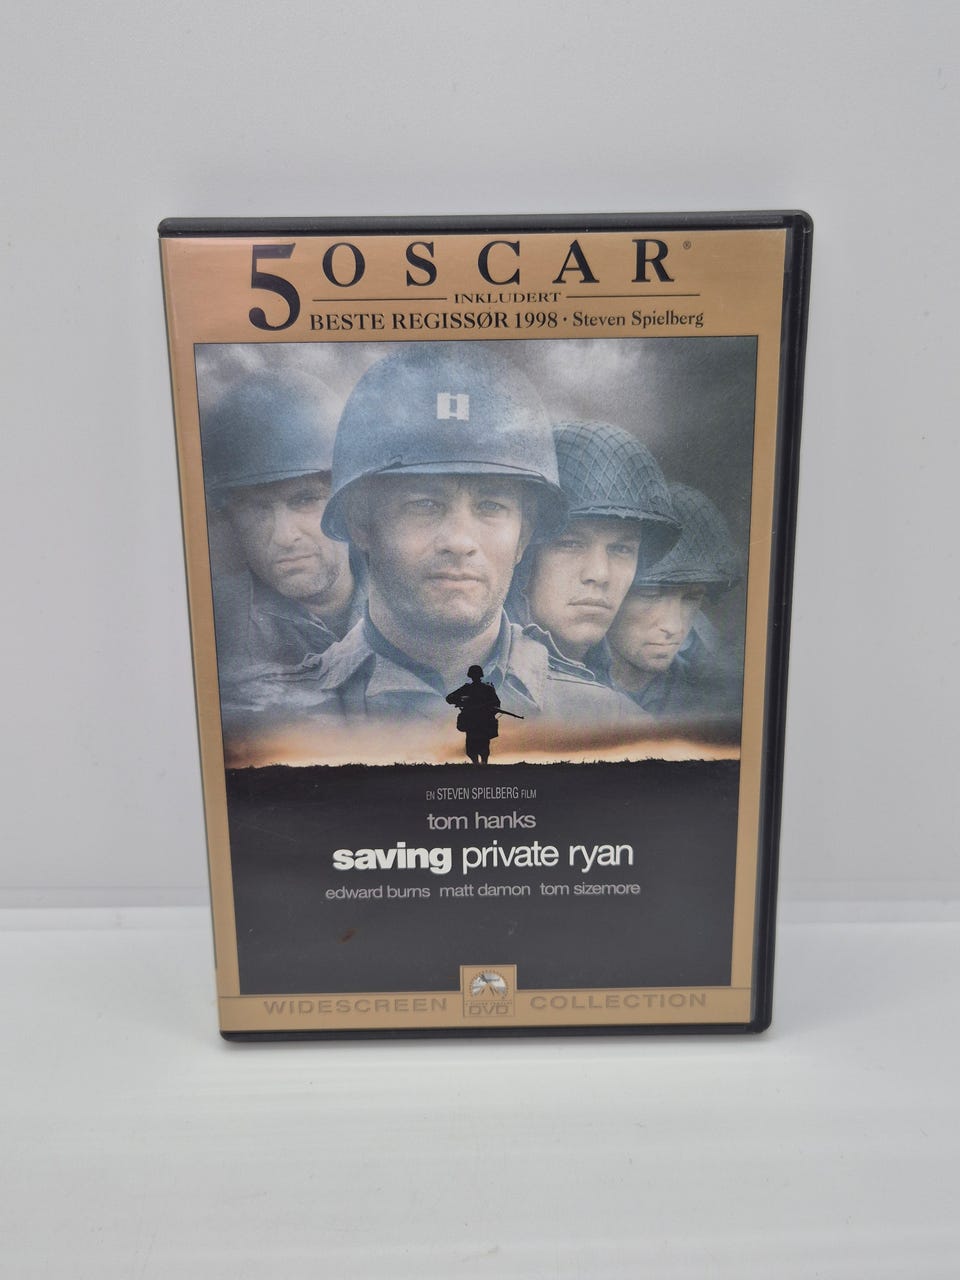 5 OSCAR®
INKLUDERT
BESTE REGISSØR 1998 · Steven Spielberg
EN STEVEN SPIELBERG FILM
tom hanks
saving private ryan
edward burns matt damon tom sizemore
WIDESCREEN DVD COLLECTION